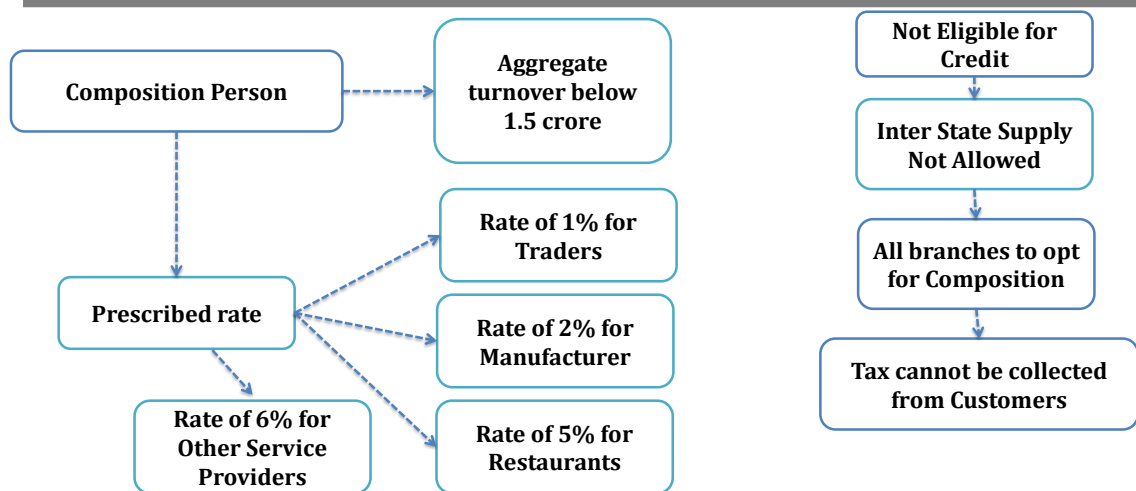 Composition Person
Aggregate
turnover below
1.5 crore
Prescribed rate
Rate of 1% for
Traders
Rate of 2% for
Manufacturer
Rate of 5% for
Restaurants
Rate of 6% for
Other Service
Providers
Not Eligible for
Credit
Inter State Supply
Not Allowed
All branches to opt
for Composition
Tax cannot be collected
from Customers